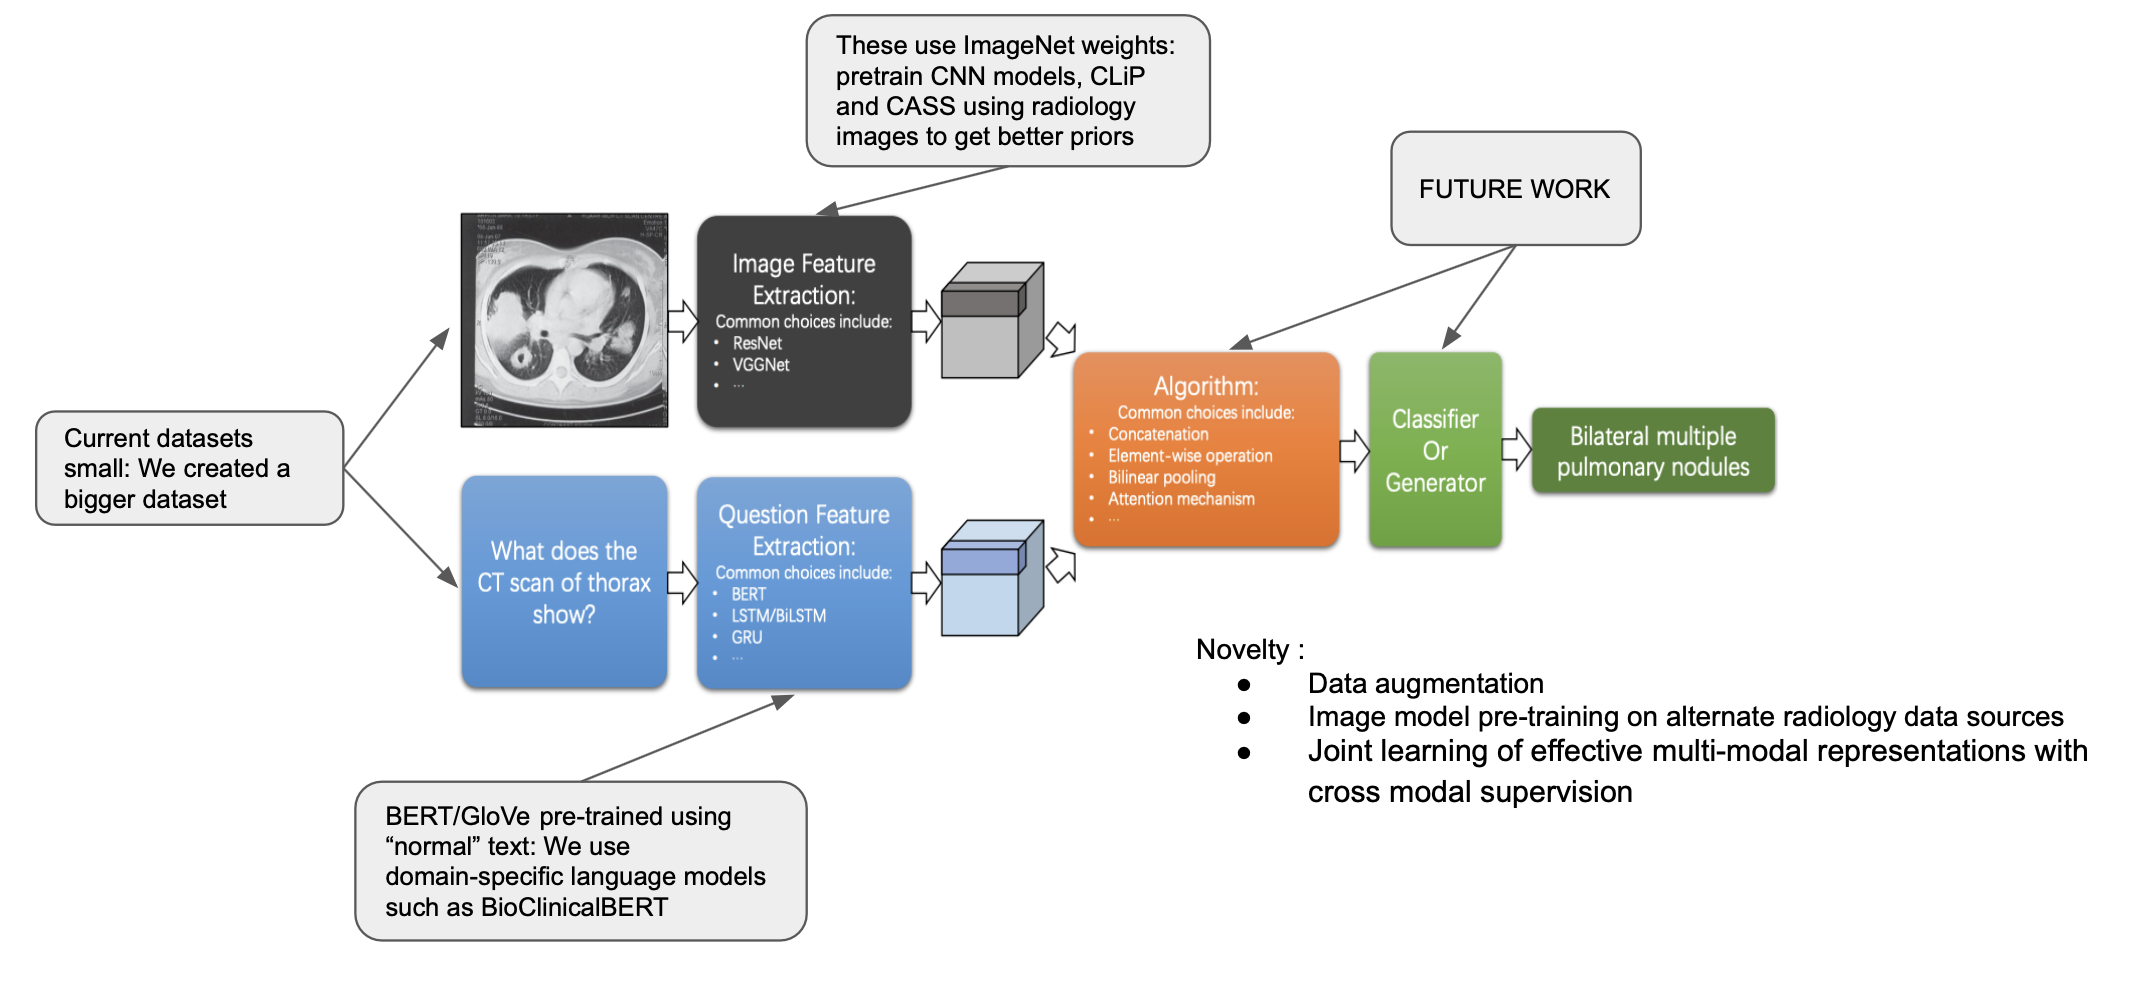 These use ImageNet weights:
pretrain CNN models, CLiP
and CASS using radiology
images to get better priors
FUTURE WORK
Image Feature
Extraction:
Common choices include:
• ResNet
• VGGNet
• ...
Current datasets
small: We created a
bigger dataset
Algorithm:
Common choices include:
• Concatenation
• Element-wise operation
• Bilinear pooling
• Attention mechanism
• ...
Classifier
Or
Generator
Bilateral multiple
pulmonary nodules
What does the
CT scan of thorax
show?
Question Feature
Extraction:
Common choices include:
• BERT
• LSTM/BiLSTM
• GRU
• ...
Novelty :
● Data augmentation
● Image model pre-training on alternate radiology data sources
● Joint learning of effective multi-modal representations with
cross modal supervision
BERT/GloVe pre-trained using
“normal” text: We use
domain-specific language models
such as BioClinicalBERT